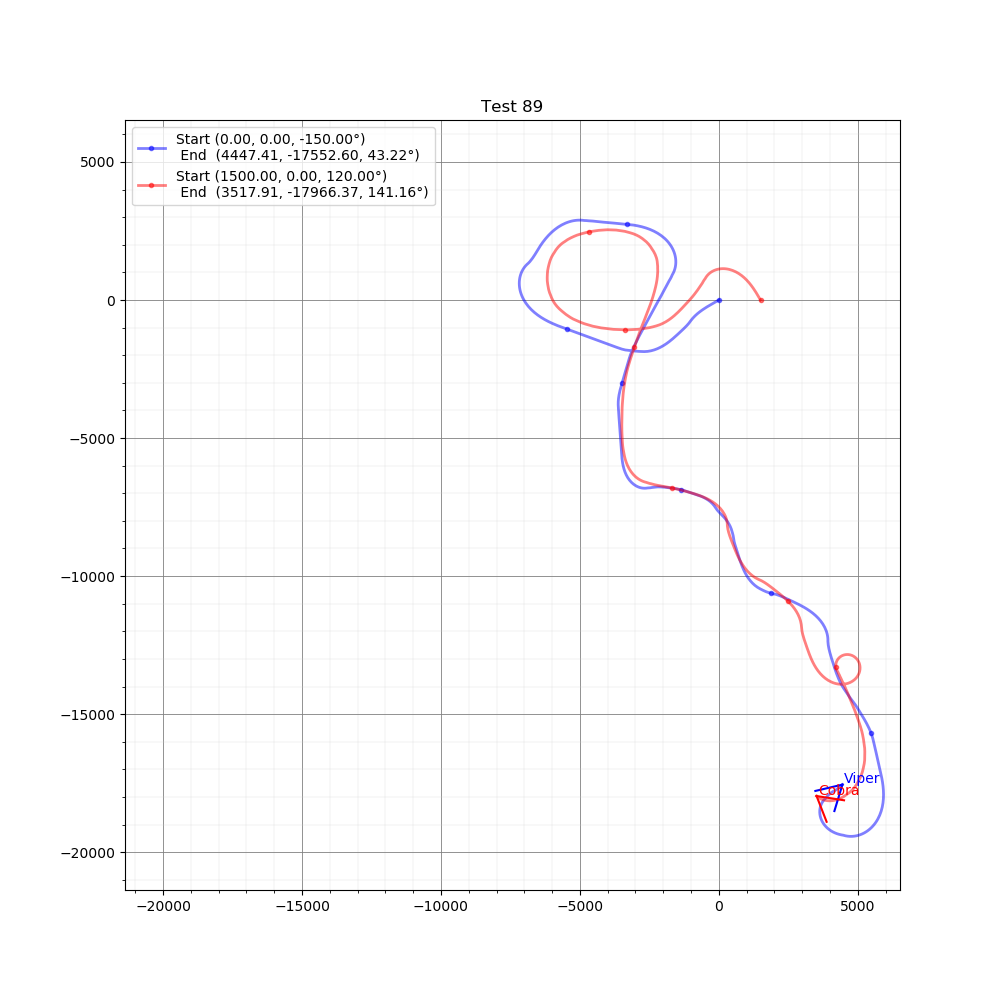 Test 89
Start (0.00, 0.00, -150.00°)
End  (4447.41, -17552.60, 43.22°)
Start (1500.00, 0.00, 120.00°)
End  (3517.91, -17966.37, 141.16°)
5000
0
−5000
−10000
−15000
−20000
Viper
Cobra
−20000 −15000 −10000 −5000 0 5000